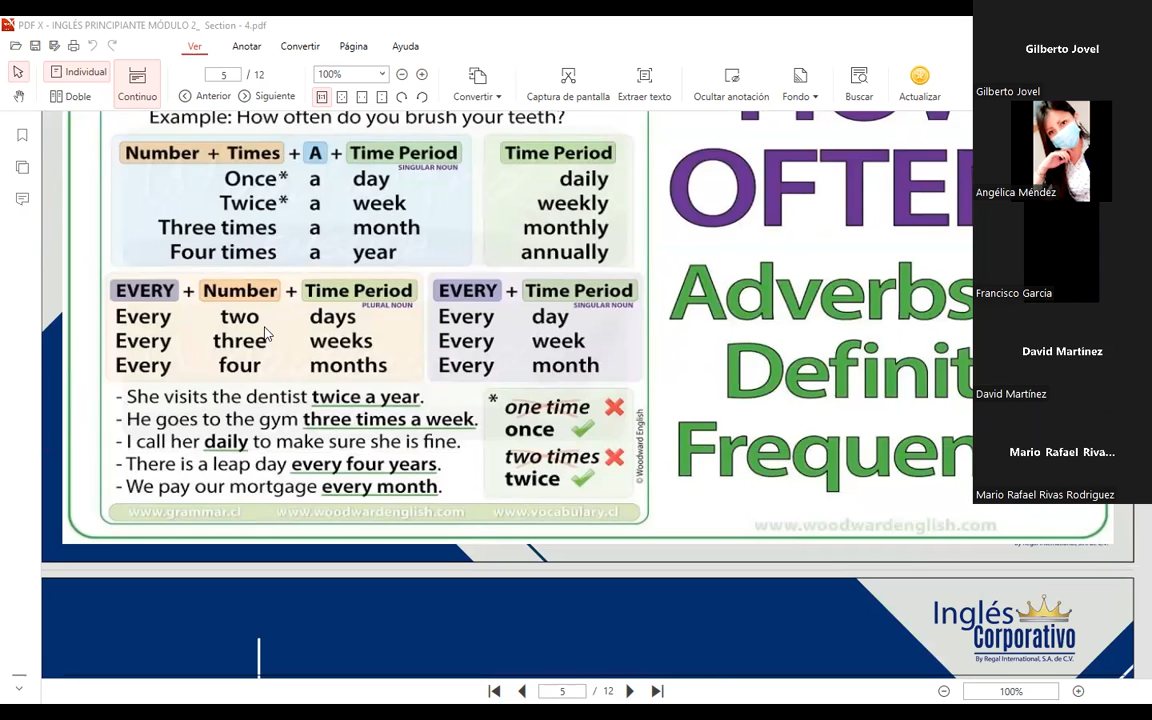 PDF X - INGLÉS PRINCIPIANTE MÓDULO 2_ Section - 4.pdf
Ver Anotar Convertir Página Ayuda
Individual
Doble
Continuo
5 / 12
Anterior Siguiente
100%
Convertir
Captura de pantalla
Extraer texto
Ocultar anotación
Fondo
Buscar
Actualizar
Example: How often do you brush your teeth?
Number + Times + A + Time Period
SINGULAR NOUN
Once* a day
Twice* a week
Three times a month
Four times a year
Time Period
daily
weekly
monthly
annually
EVERY + Number + Time Period
PLURAL NOUN
Every two days
Every three weeks
Every four months
EVERY + Time Period
SINGULAR NOUN
Every day
Every week
Every month
- She visits the dentist twice a year.
- He goes to the gym three times a week.
- I call her daily to make sure she is fine.
- There is a leap day every four years.
- We pay our mortgage every month.
* one time
once
two times
twice
© Woodward English
www.grammar.cl www.woodwardenglish.com www.vocabulary.cl
OFTE
Adverbs
Definit
Frequen
www.woodwardenglish.com
Inglés
Corporativo
By Regal International, S.A. de C.V.
Gilberto Jovel
Gilberto Jovel
Angélica Méndez
Francisco Garcia
David Martínez
David Martínez
Mario Rafael Riva...
Mario Rafael Rivas Rodriguez
5 / 12
100%